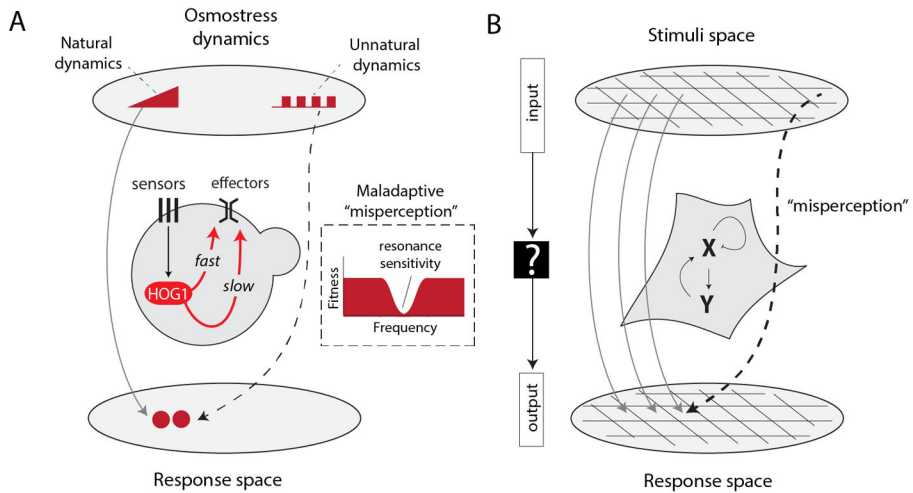 A
Osmostress
dynamics
Natural
dynamics
Unnatural
dynamics
sensors
effectors
fast
slow
HOG1
Maladaptive
“misperception”
resonance
sensitivity
Fitness
Frequency
Response space
B
Stimuli space
input
?
output
X
Y
“misperception”
Response space